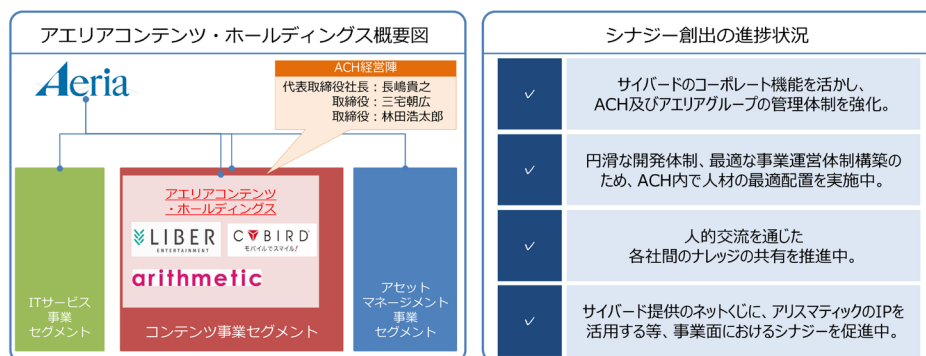 アエリアコンテンツ・ホールディングス概要図
Aeria
ACH経営陣
代表取締役社長：長嶋貴之
取締役：三宅朝広
取締役：林田浩太郎
アエリアコンテンツ
・ホールディングス
LIBER
ENTERTAINMENT
CYBIRD
モバイルでスマイル!
arithmetic
ITサービス
事業
セグメント
コンテンツ事業セグメント
アセット
マネージメント
事業
セグメント
シナジー創出の進捗状況
✓
サイバードのコーポレート機能を活かし、
ACH及びアエリアグループの管理体制を強化。
✓
円滑な開発体制、最適な事業運営体制構築の
ため、ACH内で人材の最適配置を実施中。
✓
人的交流を通じた
各社間のナレッジの共有を推進中。
✓
サイバード提供のネットくじに、アリスマティックのIPを
活用する等、事業面におけるシナジーを促進中。